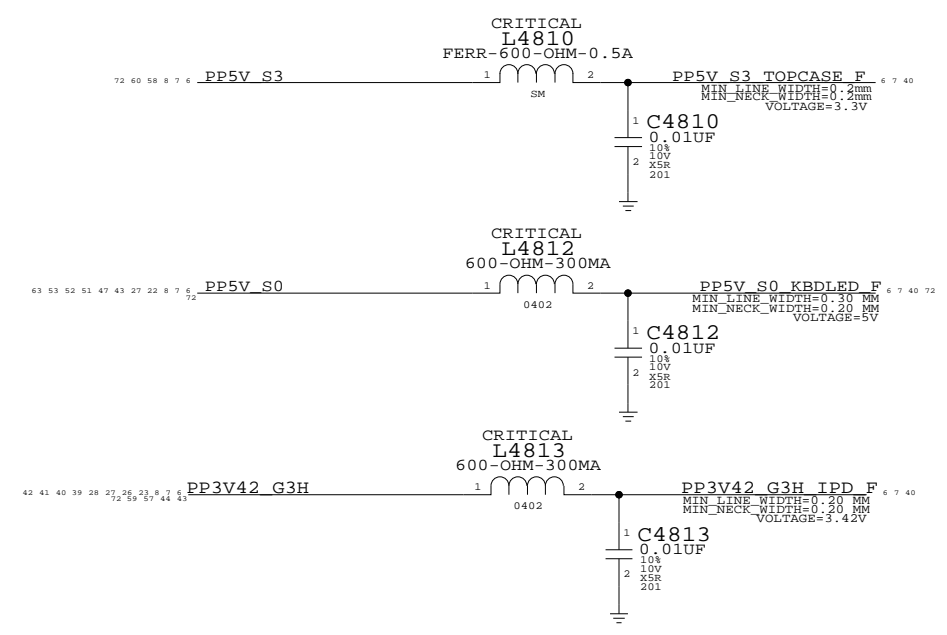 CRITICAL
L4810
FERR-600-OHM-0.5A
72 60 58 8 7 6 PP5V_S3 1 2 PP5V_S3_TOPCASE_F 6 7 40
SM
MIN_LINE_WIDTH=0.2mm
MIN_NECK_WIDTH=0.2mm
VOLTAGE=3.3V
1 C4810
0.01UF
10%
10V
2 X5R
201
CRITICAL
L4812
600-OHM-300MA
63 53 52 51 47 43 27 22 8 7 6 PP5V_S0 1 2 PP5V_S0_KBDLED_F 6 7 40 72
72
0402
MIN_LINE_WIDTH=0.30 MM
MIN_NECK_WIDTH=0.20 MM
VOLTAGE=5V
1 C4812
0.01UF
10%
10V
2 X5R
201
CRITICAL
L4813
600-OHM-300MA
42 41 40 39 28 27 26 23 8 7 6 PP3V42_G3H 1 2 PP3V42_G3H_IPD_F 6 7 40
72 59 57 44 43
0402
MIN_LINE_WIDTH=0.20 MM
MIN_NECK_WIDTH=0.20 MM
VOLTAGE=3.42V
1 C4813
0.01UF
10%
10V
2 X5R
201